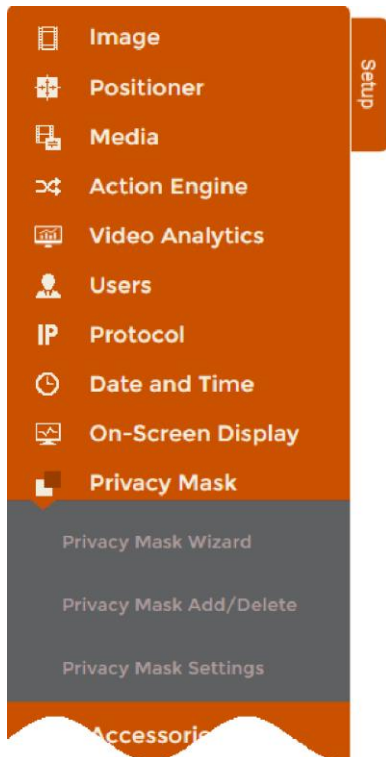 Image
Setup
Positioner
Media
Action Engine
Video Analytics
Users
IP Protocol
Date and Time
On-Screen Display
Privacy Mask
Privacy Mask Wizard
Privacy Mask Add/Delete
Privacy Mask Settings